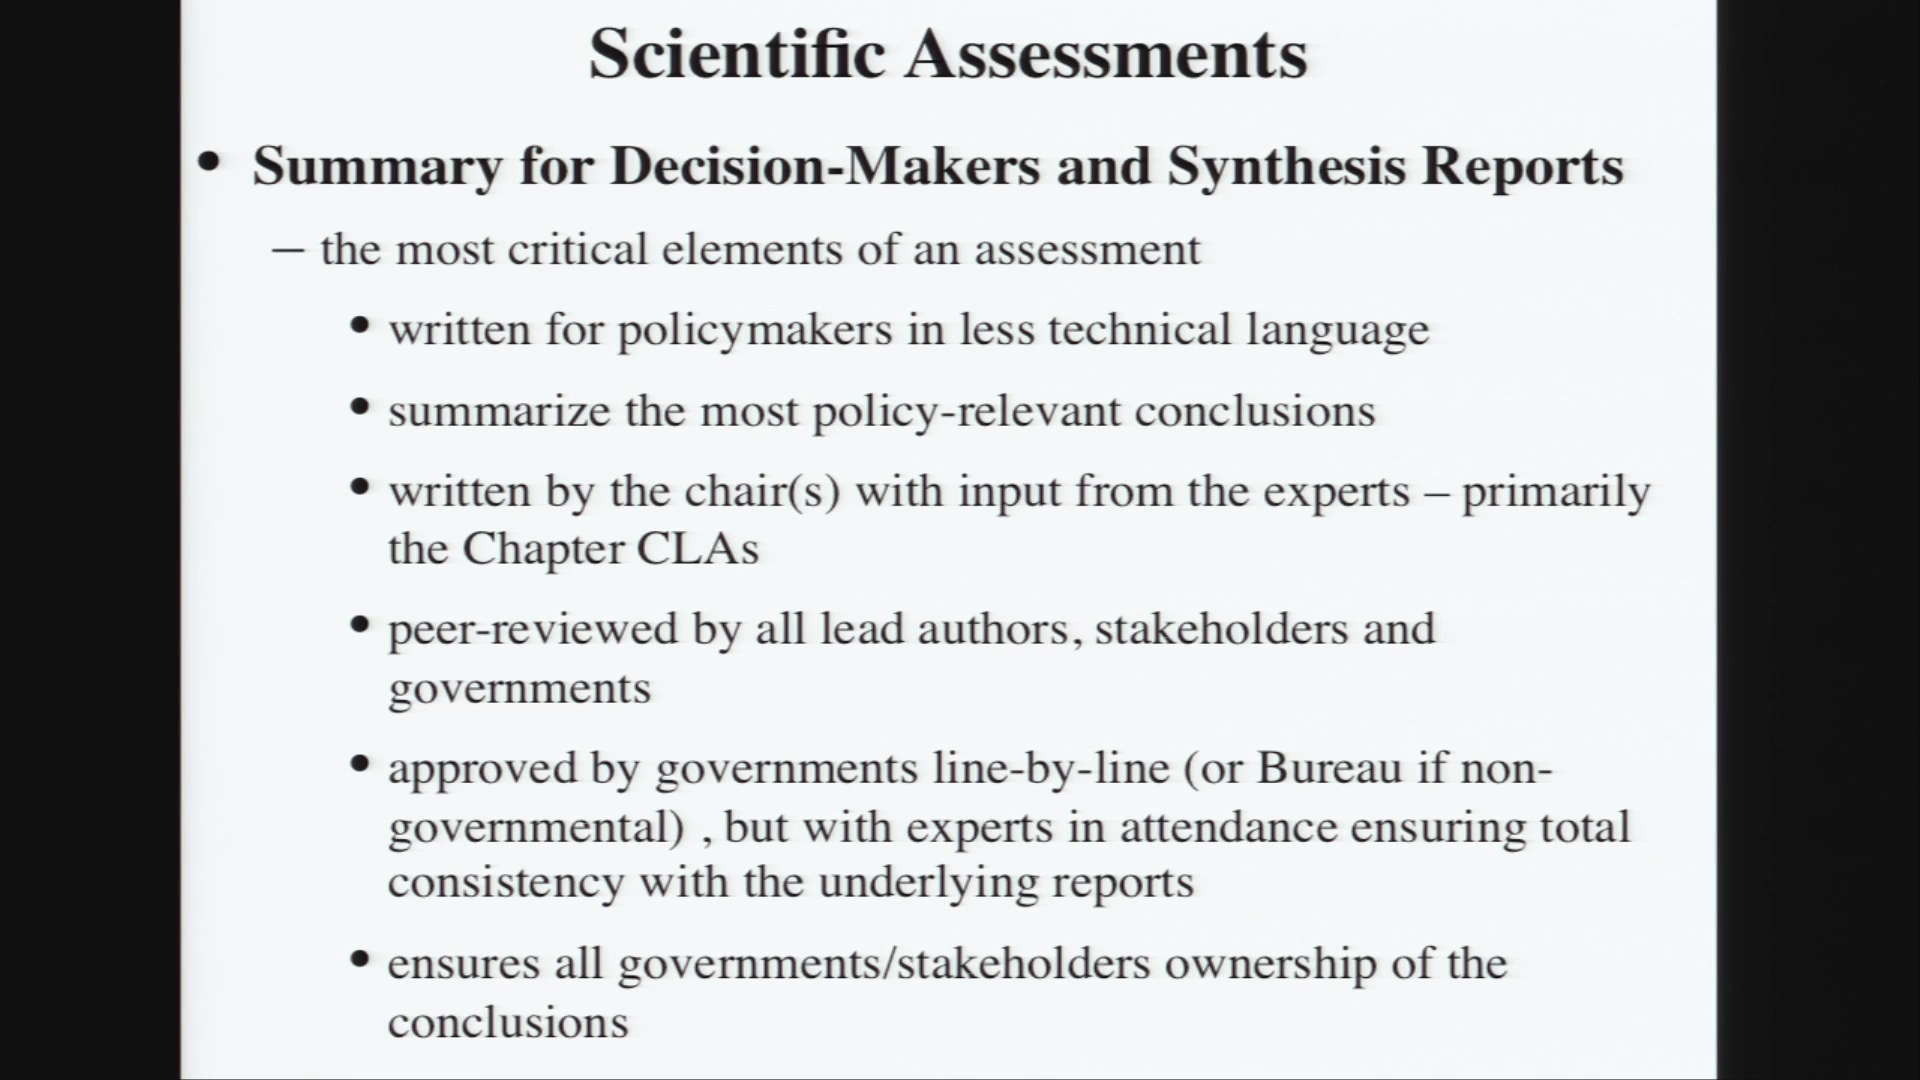 Scientific Assessments
• Summary for Decision-Makers and Synthesis Reports
– the most critical elements of an assessment
• written for policymakers in less technical language
• summarize the most policy-relevant conclusions
• written by the chair(s) with input from the experts – primarily
the Chapter CLAs
• peer-reviewed by all lead authors, stakeholders and
governments
• approved by governments line-by-line (or Bureau if non-
governmental) , but with experts in attendance ensuring total
consistency with the underlying reports
• ensures all governments/stakeholders ownership of the
conclusions